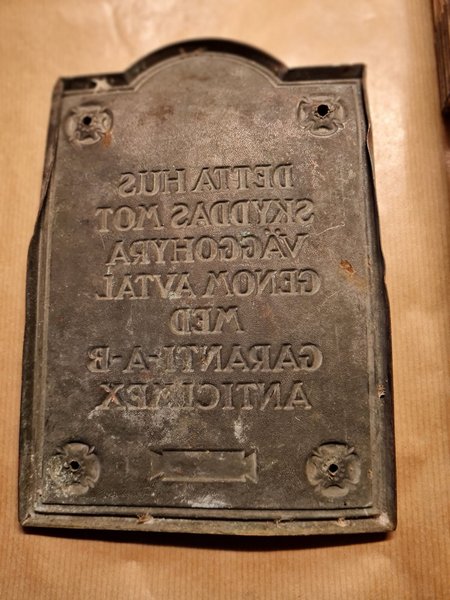 DETTA HUS
SKYDDAS MOT
VÄGGOHYRA
GENOM AVTAL
MED
GARANTI-A-B
ANTICIMEX